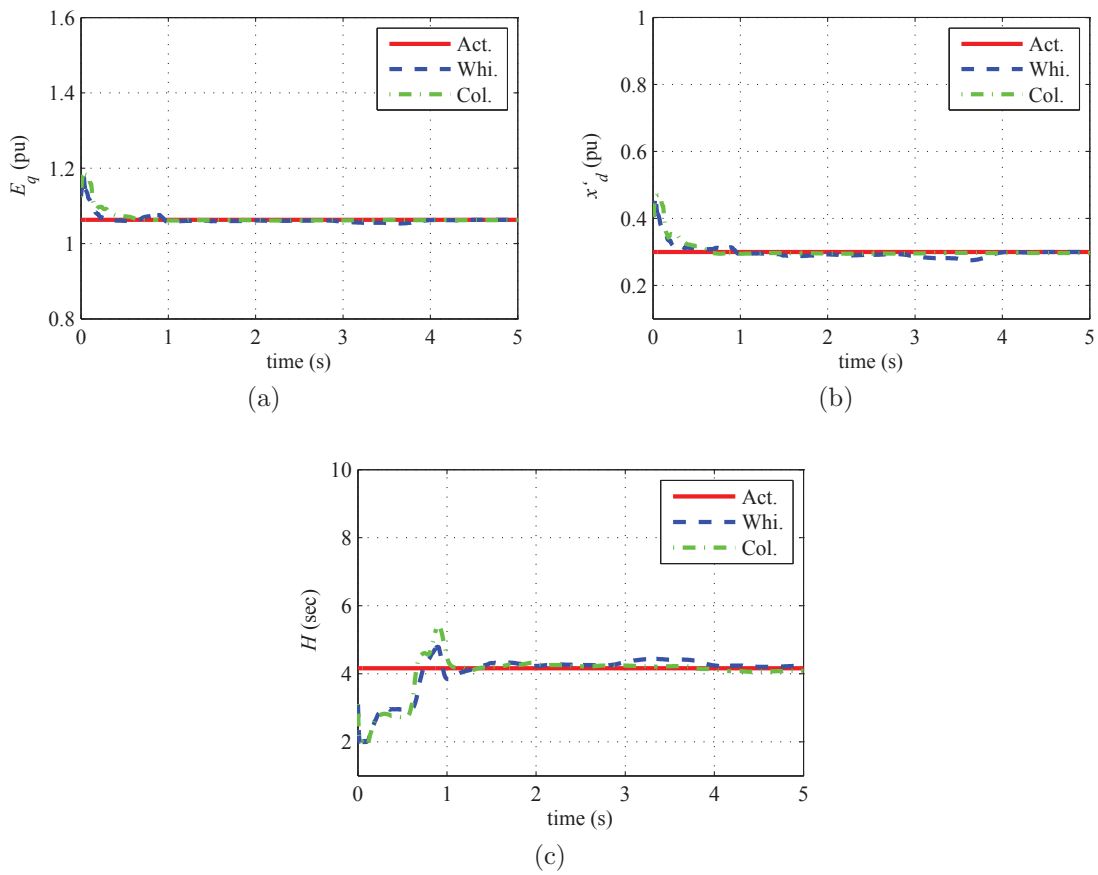 1.6
1.4
1.2
1
0.8
E_q (pu)
0 1 2 3 4 5
time (s)
Act.
Whi.
Col.
(a)
1
0.8
0.6
0.4
0.2
x'_d (pu)
0 1 2 3 4 5
time (s)
Act.
Whi.
Col.
(b)
10
8
6
4
2
H (sec)
0 1 2 3 4 5
time (s)
Act.
Whi.
Col.
(c)